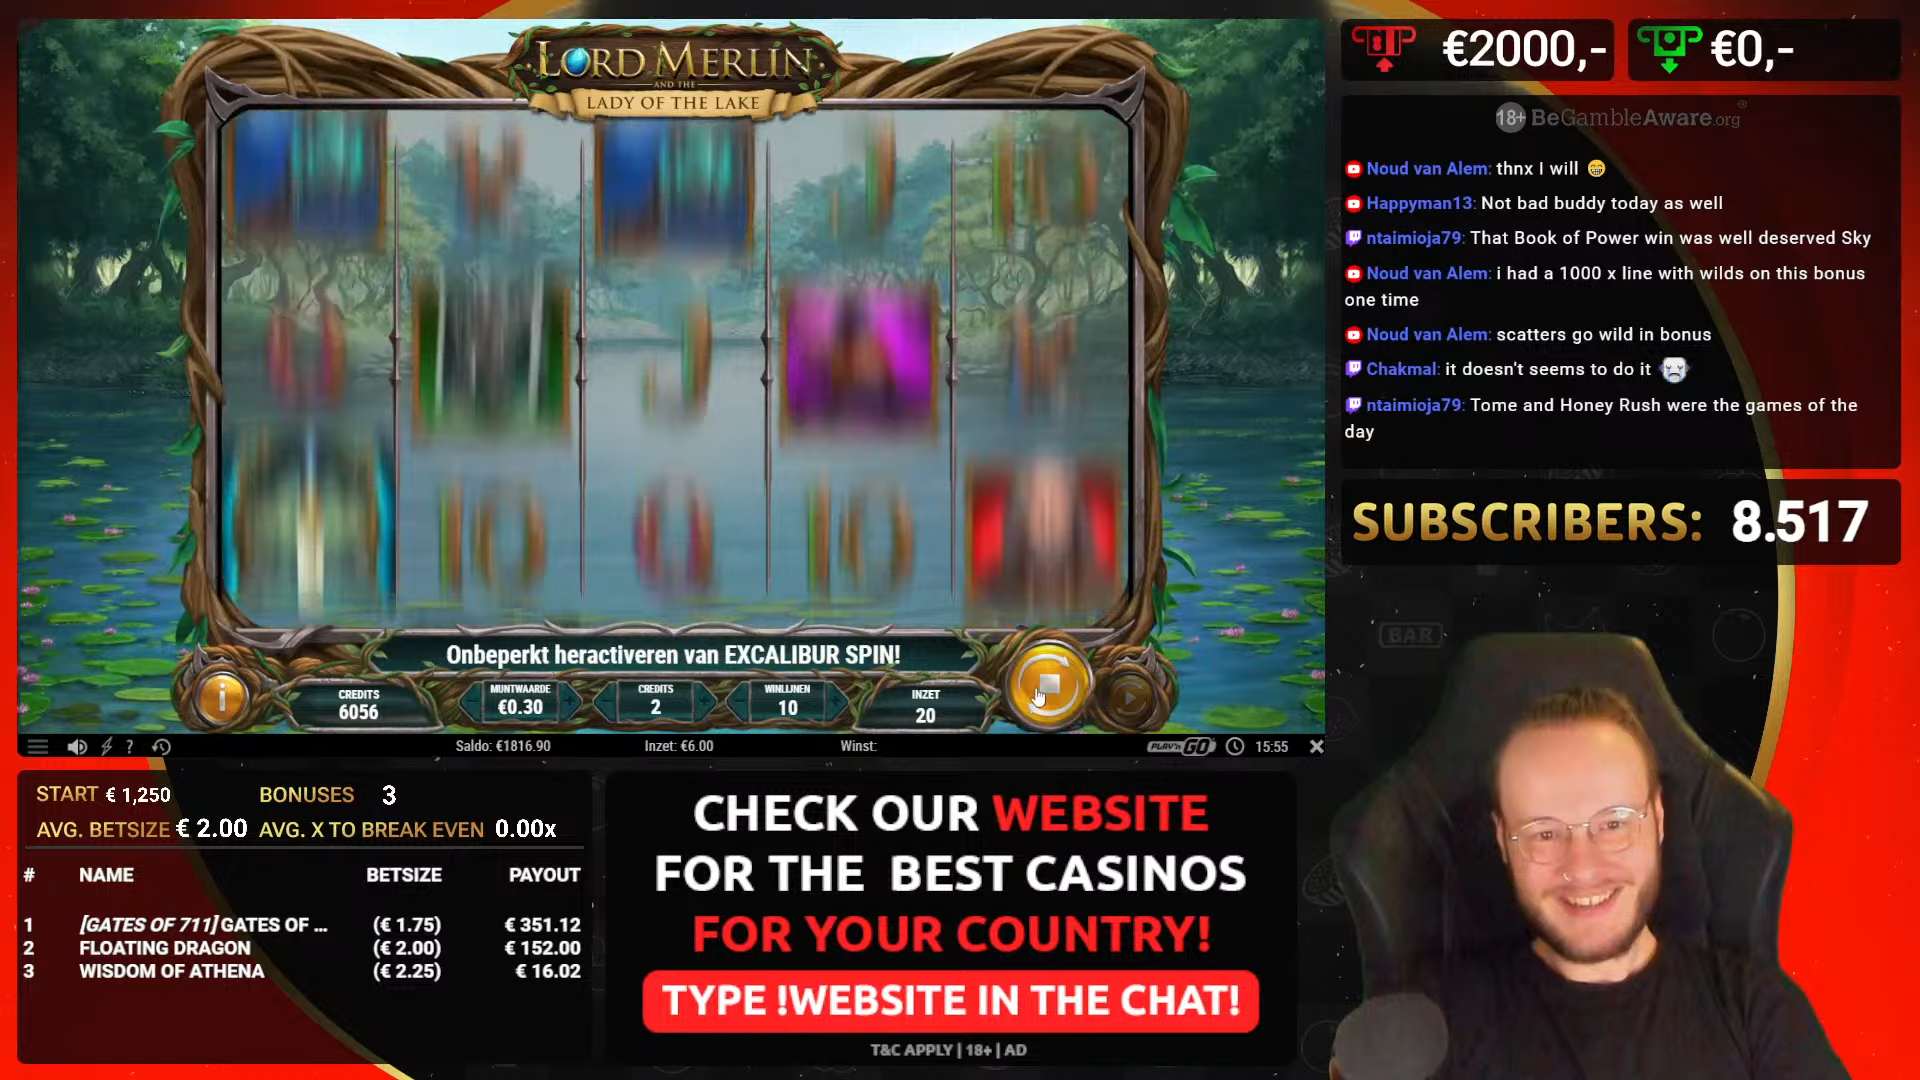 LORD MERLIN
AND THE
LADY OF THE LAKE
Onbeperkt heractiveren van EXCALIBUR SPIN!
CREDITS
6056
MUNTWAARDE
€0.30
CREDITS
2
WINLIJNEN
10
INZET
20
Saldo: €1816.90
Inzet: €6.00
Winst:
PLAY'n GO
15:55
€2000,-
€0,-
18+ BeGambleAware.org®
Noud van Alem: thnx I will
Happyman13: Not bad buddy today as well
ntaimioja79: That Book of Power win was well deserved Sky
Noud van Alem: i had a 1000 x line with wilds on this bonus
one time
Noud van Alem: scatters go wild in bonus
Chakmal: it doesn't seems to do it
ntaimioja79: Tome and Honey Rush were the games of the
day
SUBSCRIBERS: 8.517
BAR
START € 1,250 BONUSES 3
AVG. BETSIZE € 2.00 AVG. X TO BREAK EVEN 0.00x
# NAME BETSIZE PAYOUT
1 [GATES OF 711] GATES OF ... (€ 1.75) € 351.12
2 FLOATING DRAGON (€ 2.00) € 152.00
3 WISDOM OF ATHENA (€ 2.25) € 16.02
CHECK OUR WEBSITE
FOR THE BEST CASINOS
FOR YOUR COUNTRY!
TYPE !WEBSITE IN THE CHAT!
T&C APPLY | 18+ | AD